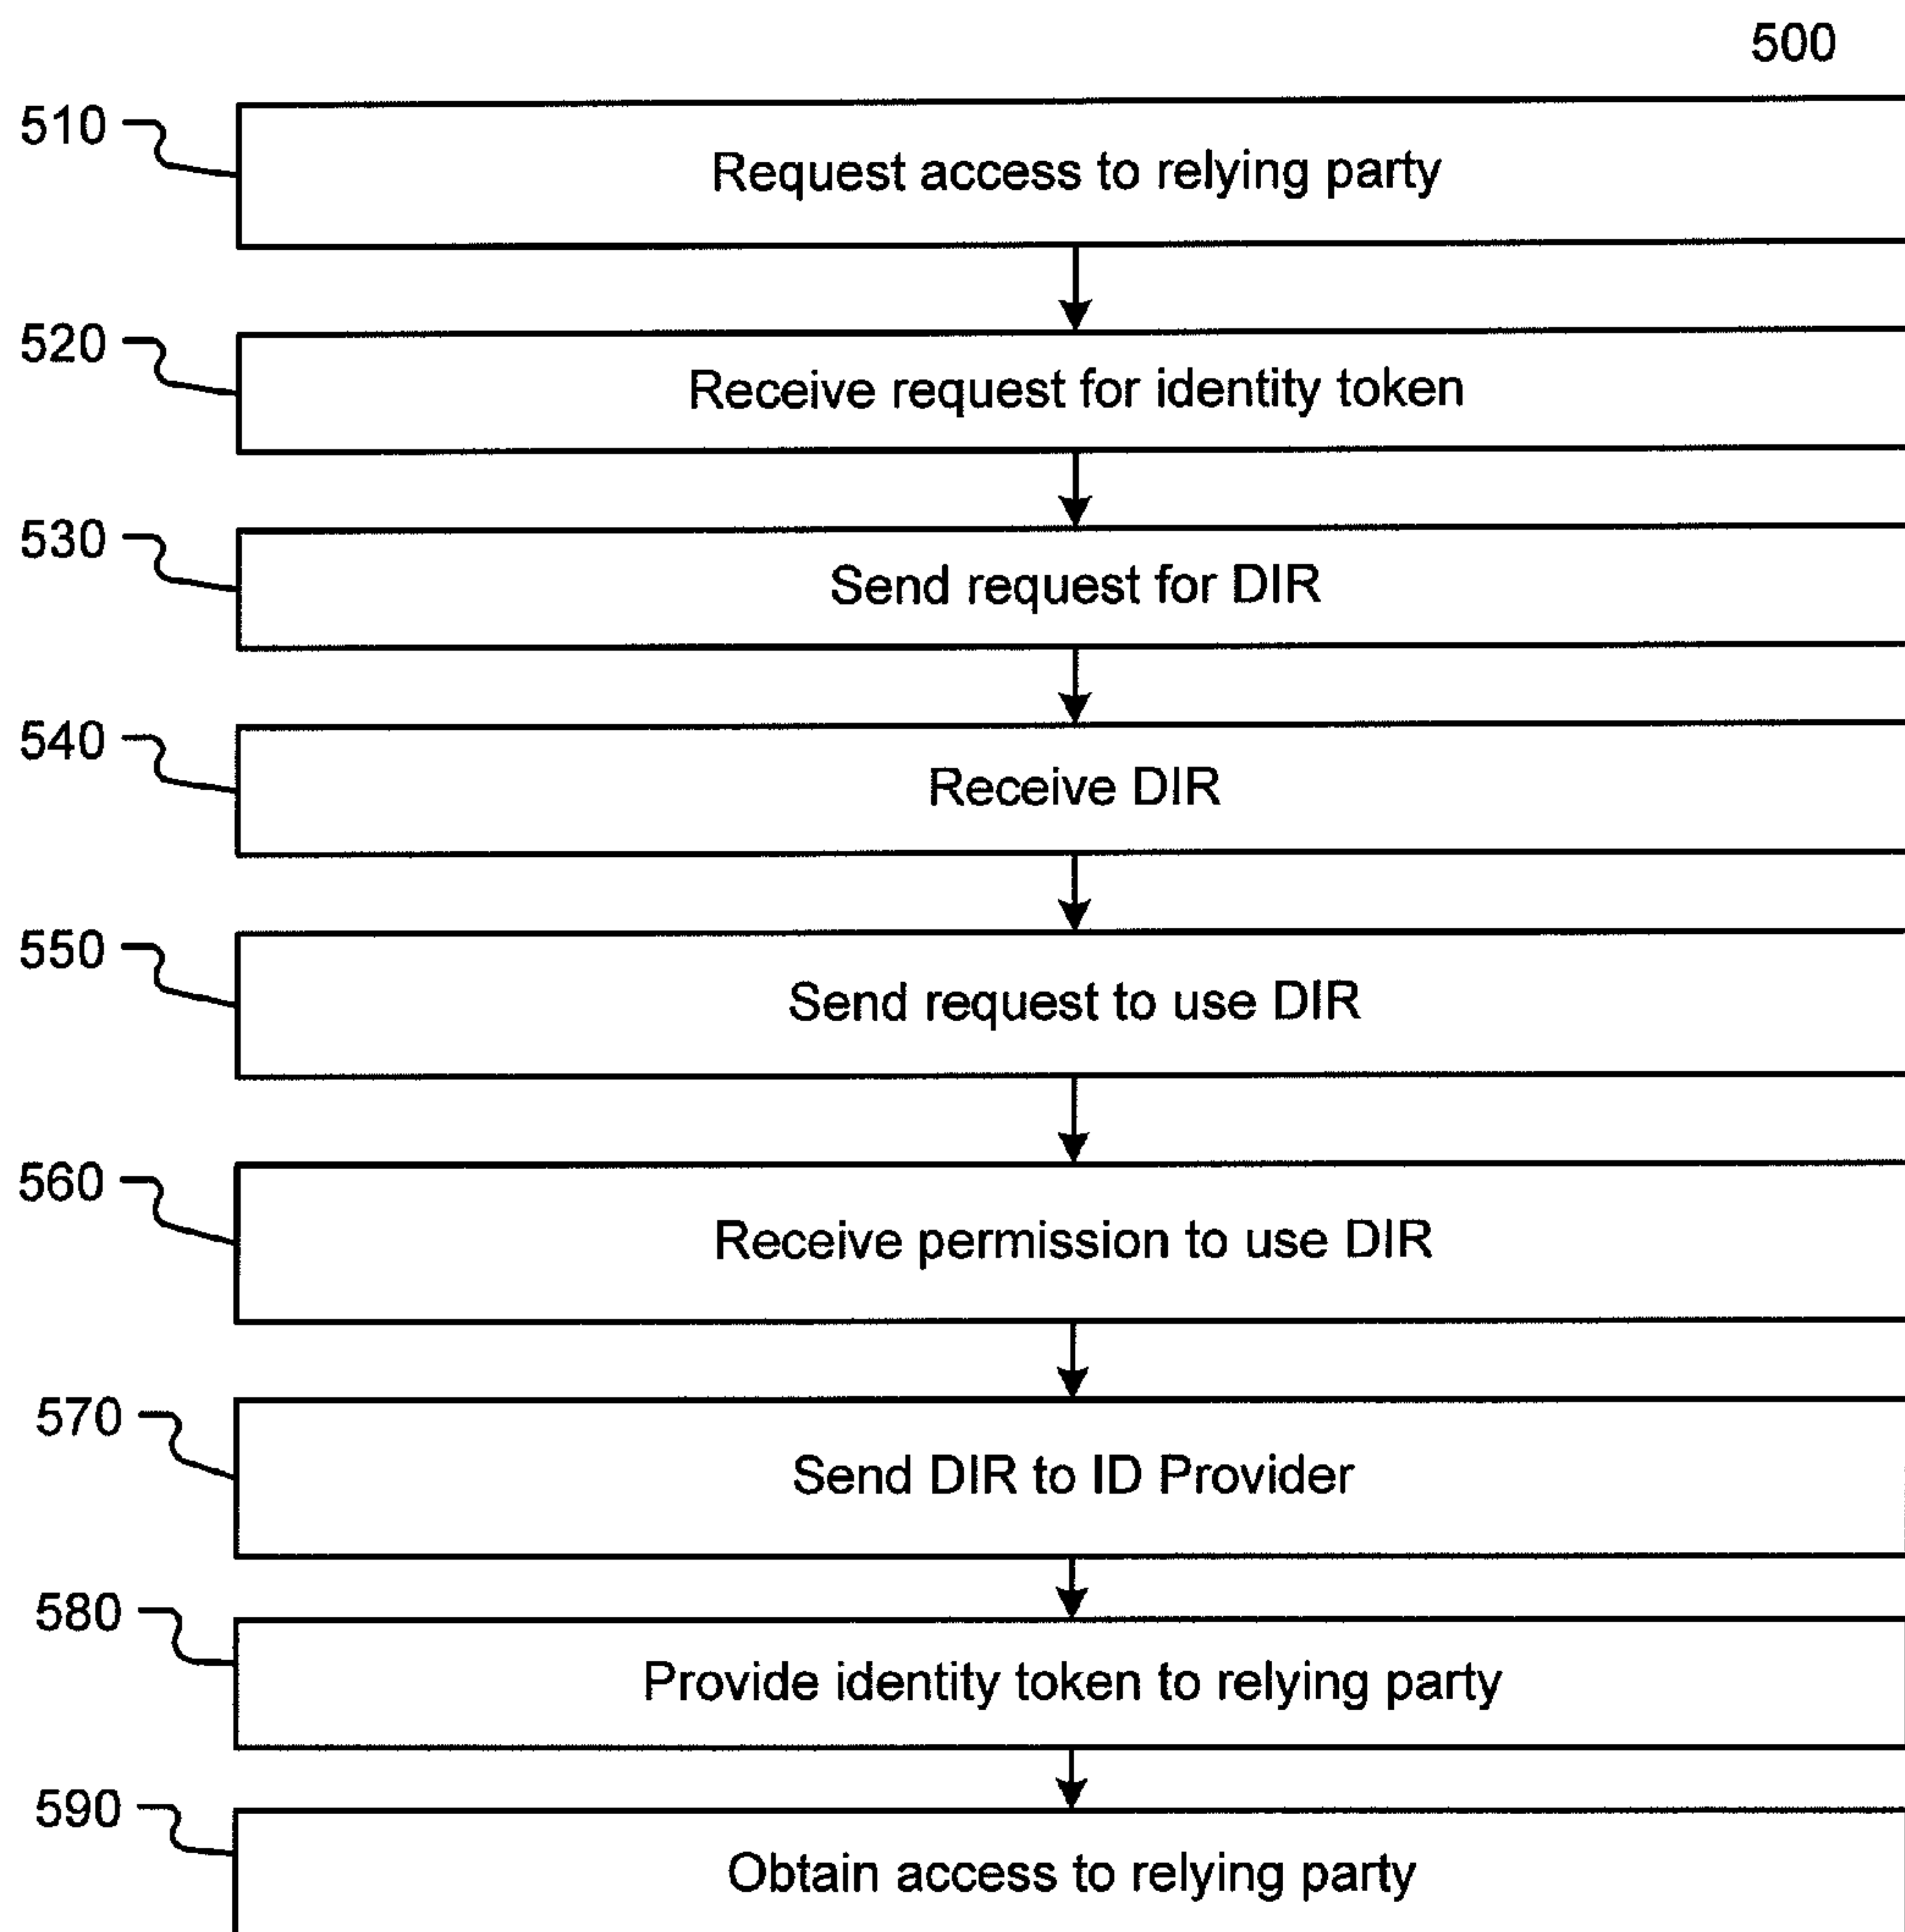 500
510
Request access to relying party
520
Receive request for identity token
530
Send request for DIR
540
Receive DIR
550
Send request to use DIR
560
Receive permission to use DIR
570
Send DIR to ID Provider
580
Provide identity token to relying party
590
Obtain access to relying party